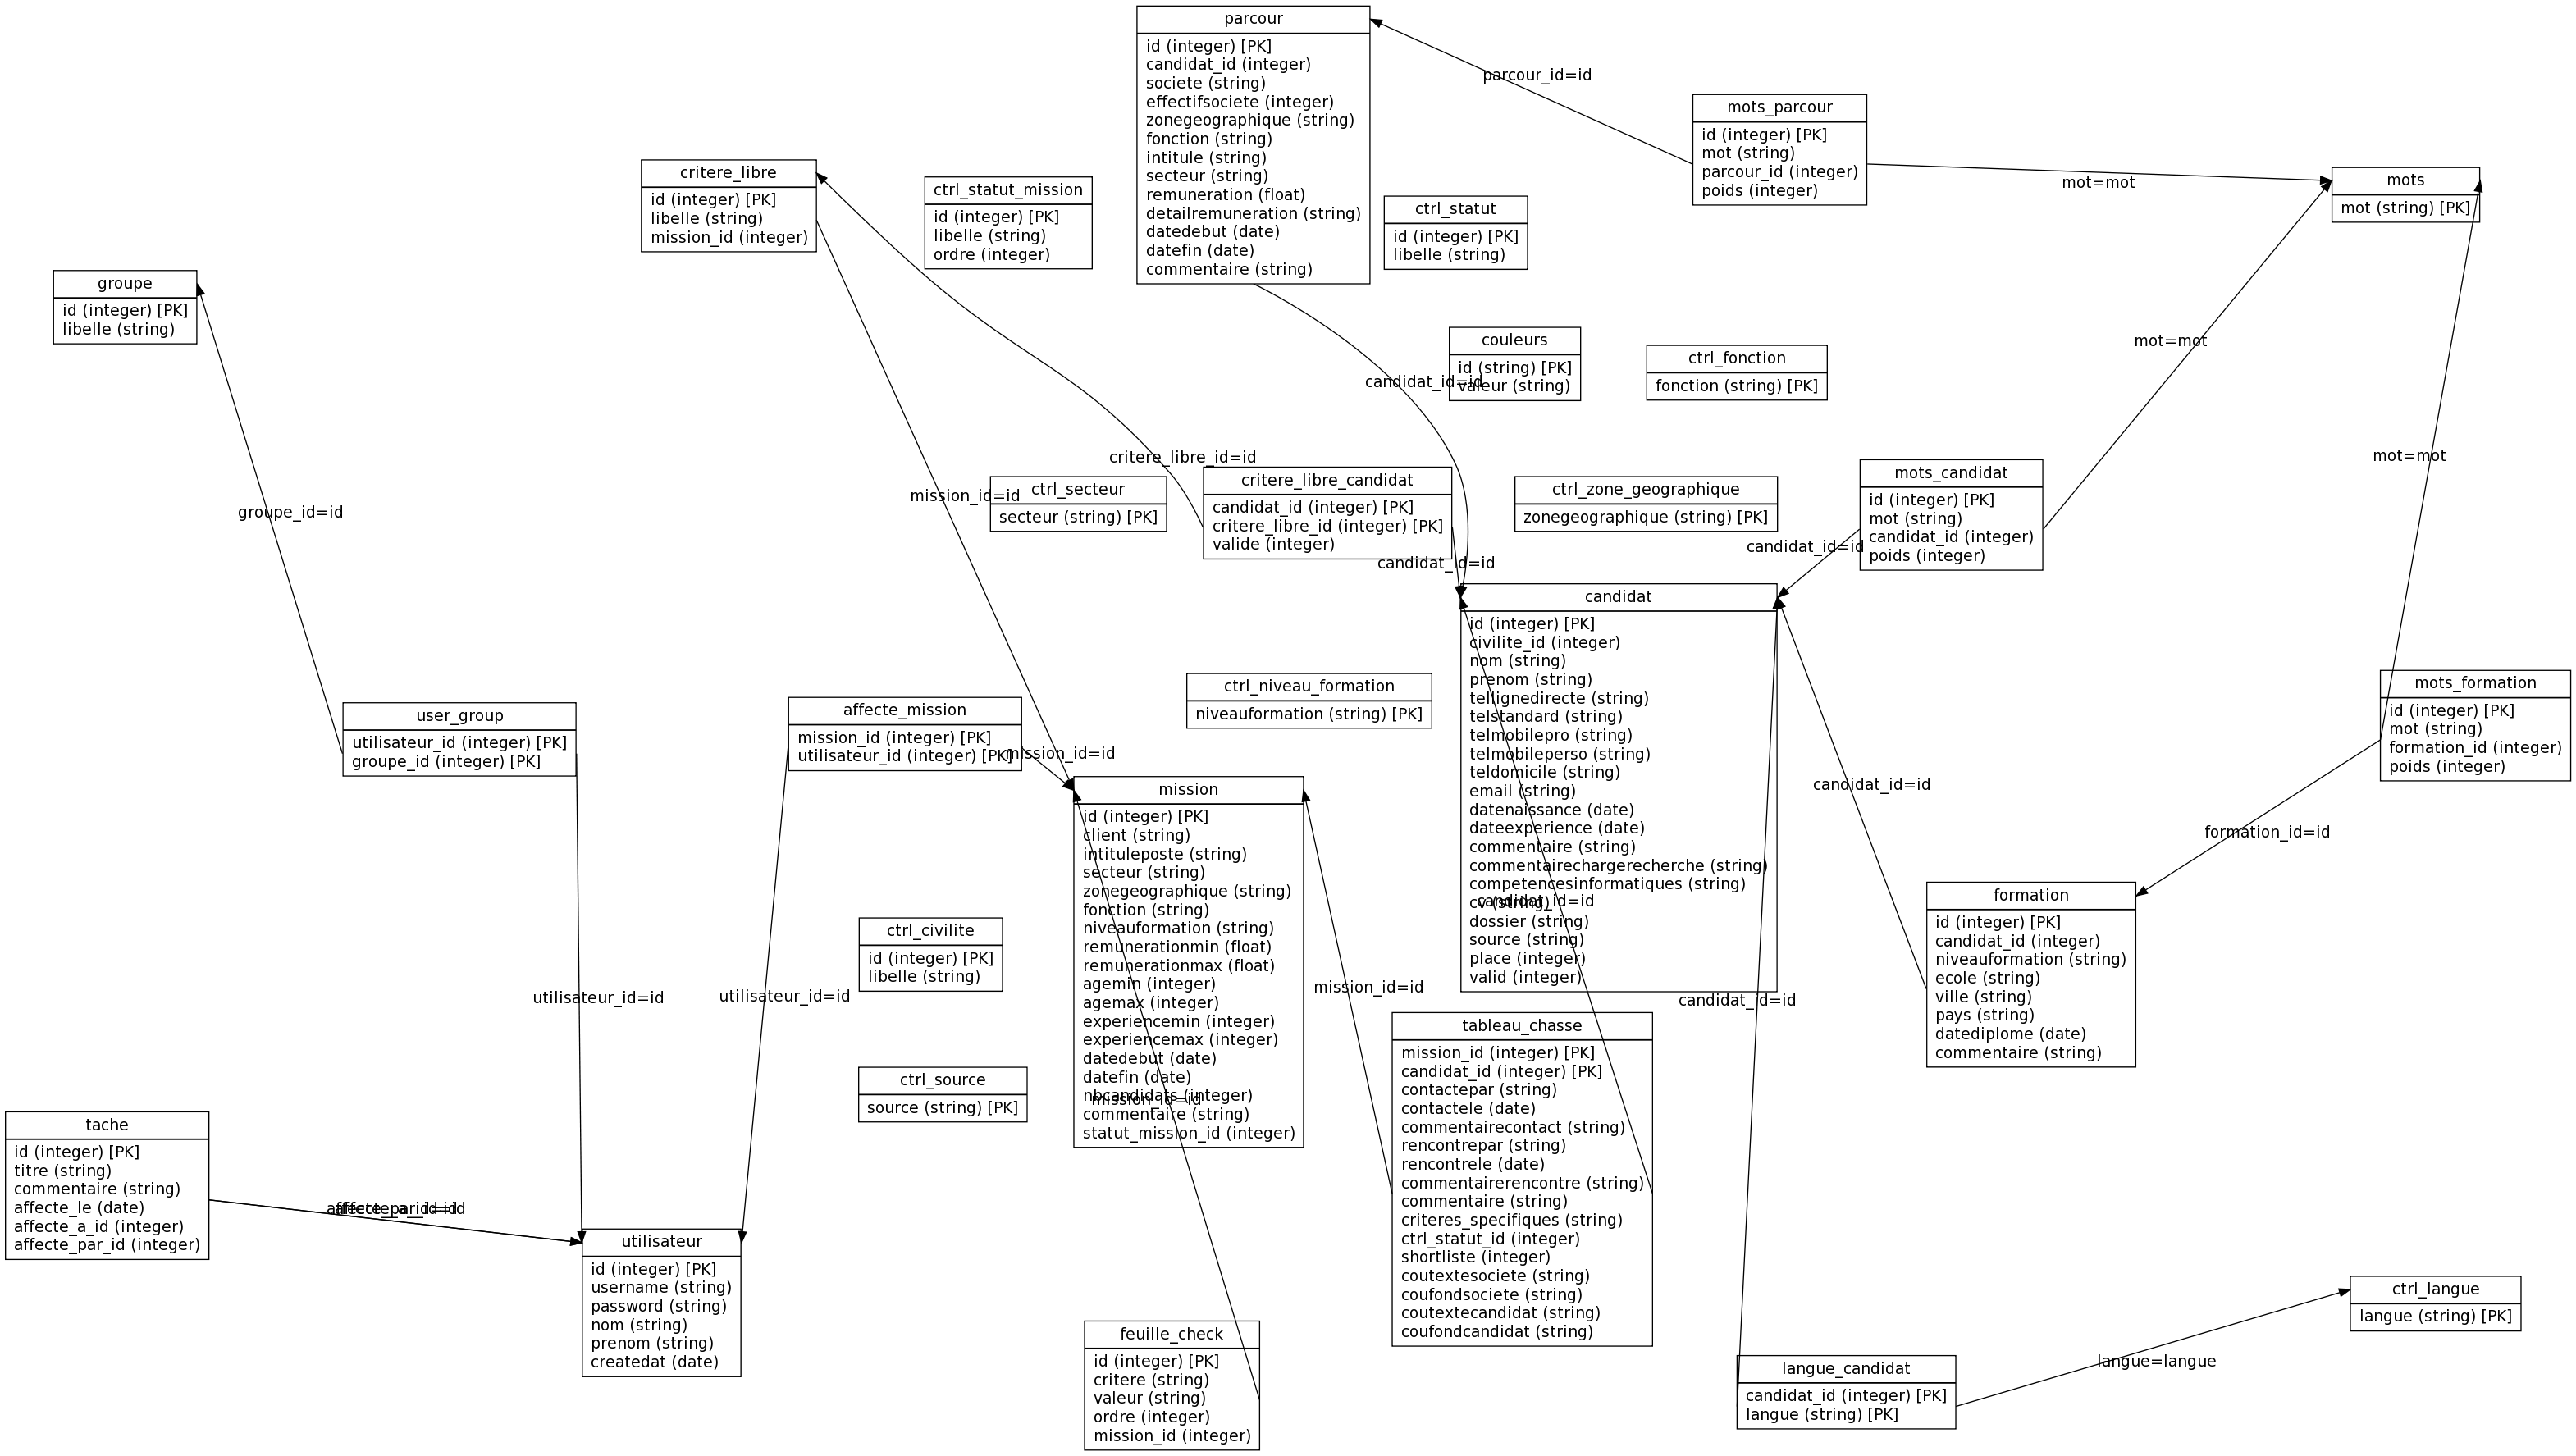 parcour
id (integer) [PK]
candidat_id (integer)
societe (string)
effectifsociete (integer)
zonegeographique (string)
fonction (string)
intitule (string)
secteur (string)
remuneration (float)
detailremuneration (string)
datedebut (date)
datefin (date)
commentaire (string)
parcour_id=id
mots_parcour
id (integer) [PK]
mot (string)
parcour_id (integer)
poids (integer)
mot=mot
mots
mot (string) [PK]
critere_libre
id (integer) [PK]
libelle (string)
mission_id (integer)
ctrl_statut_mission
id (integer) [PK]
libelle (string)
ordre (integer)
ctrl_statut
id (integer) [PK]
libelle (string)
groupe
id (integer) [PK]
libelle (string)
couleurs
id (string) [PK]
valeur (string)
candidat_id=id
ctrl_fonction
fonction (string) [PK]
mot=mot
mot=mot
critere_libre_id=id
groupe_id=id
mission_id=id
ctrl_secteur
secteur (string) [PK]
critere_libre_candidat
candidat_id (integer) [PK]
critere_libre_id (integer) [PK]
valide (integer)
candidat_id=id
ctrl_zone_geographique
zonegeographique (string) [PK]
mots_candidat
id (integer) [PK]
mot (string)
candidat_id (integer)
poids (integer)
candidat_id=id
candidat
id (integer) [PK]
civilite_id (integer)
nom (string)
prenom (string)
tellignedirecte (string)
telstandard (string)
telmobilepro (string)
telmobileperso (string)
teldomicile (string)
email (string)
datenaissance (date)
dateexperience (date)
commentaire (string)
commentairechargerecherche (string)
competencesinformatiques (string)
cv (string)
candidat_id=id
dossier (string)
source (string)
place (integer)
valid (integer)
ctrl_niveau_formation
niveauformation (string) [PK]
user_group
utilisateur_id (integer) [PK]
groupe_id (integer) [PK]
affecte_mission
mission_id (integer) [PK]
utilisateur_id (integer) [PK]
mission_id=id
mots_formation
id (integer) [PK]
mot (string)
formation_id (integer)
poids (integer)
candidat_id=id
formation_id=id
mission
id (integer) [PK]
client (string)
intituleposte (string)
secteur (string)
zonegeographique (string)
fonction (string)
niveauformation (string)
remunerationmin (float)
remunerationmax (float)
agemin (integer)
agemax (integer)
experiencemin (integer)
experiencemax (integer)
datedebut (date)
datefin (date)
nbcandidats (integer)
mission_id=id
commentaire (string)
statut_mission_id (integer)
formation
id (integer) [PK]
candidat_id (integer)
niveauformation (string)
ecole (string)
ville (string)
pays (string)
datediplome (date)
commentaire (string)
ctrl_civilite
id (integer) [PK]
libelle (string)
utilisateur_id=id
utilisateur_id=id
mission_id=id
candidat_id=id
tableau_chasse
mission_id (integer) [PK]
candidat_id (integer) [PK]
contactepar (string)
contactele (date)
commentairecontact (string)
rencontrepar (string)
rencontrele (date)
commentairerencontre (string)
commentaire (string)
criteres_specifiques (string)
ctrl_statut_id (integer)
shortliste (integer)
coutextesociete (string)
coufondsociete (string)
coutextecandidat (string)
coufondcandidat (string)
ctrl_source
source (string) [PK]
tache
id (integer) [PK]
titre (string)
commentaire (string)
affecte_le (date)
affecte_a_id (integer)
affecte_par_id (integer)
affecte_par_id=id
affecte_a_id=id
utilisateur
id (integer) [PK]
username (string)
password (string)
nom (string)
prenom (string)
createdat (date)
feuille_check
id (integer) [PK]
critere (string)
valeur (string)
ordre (integer)
mission_id (integer)
ctrl_langue
langue (string) [PK]
langue=langue
langue_candidat
candidat_id (integer) [PK]
langue (string) [PK]